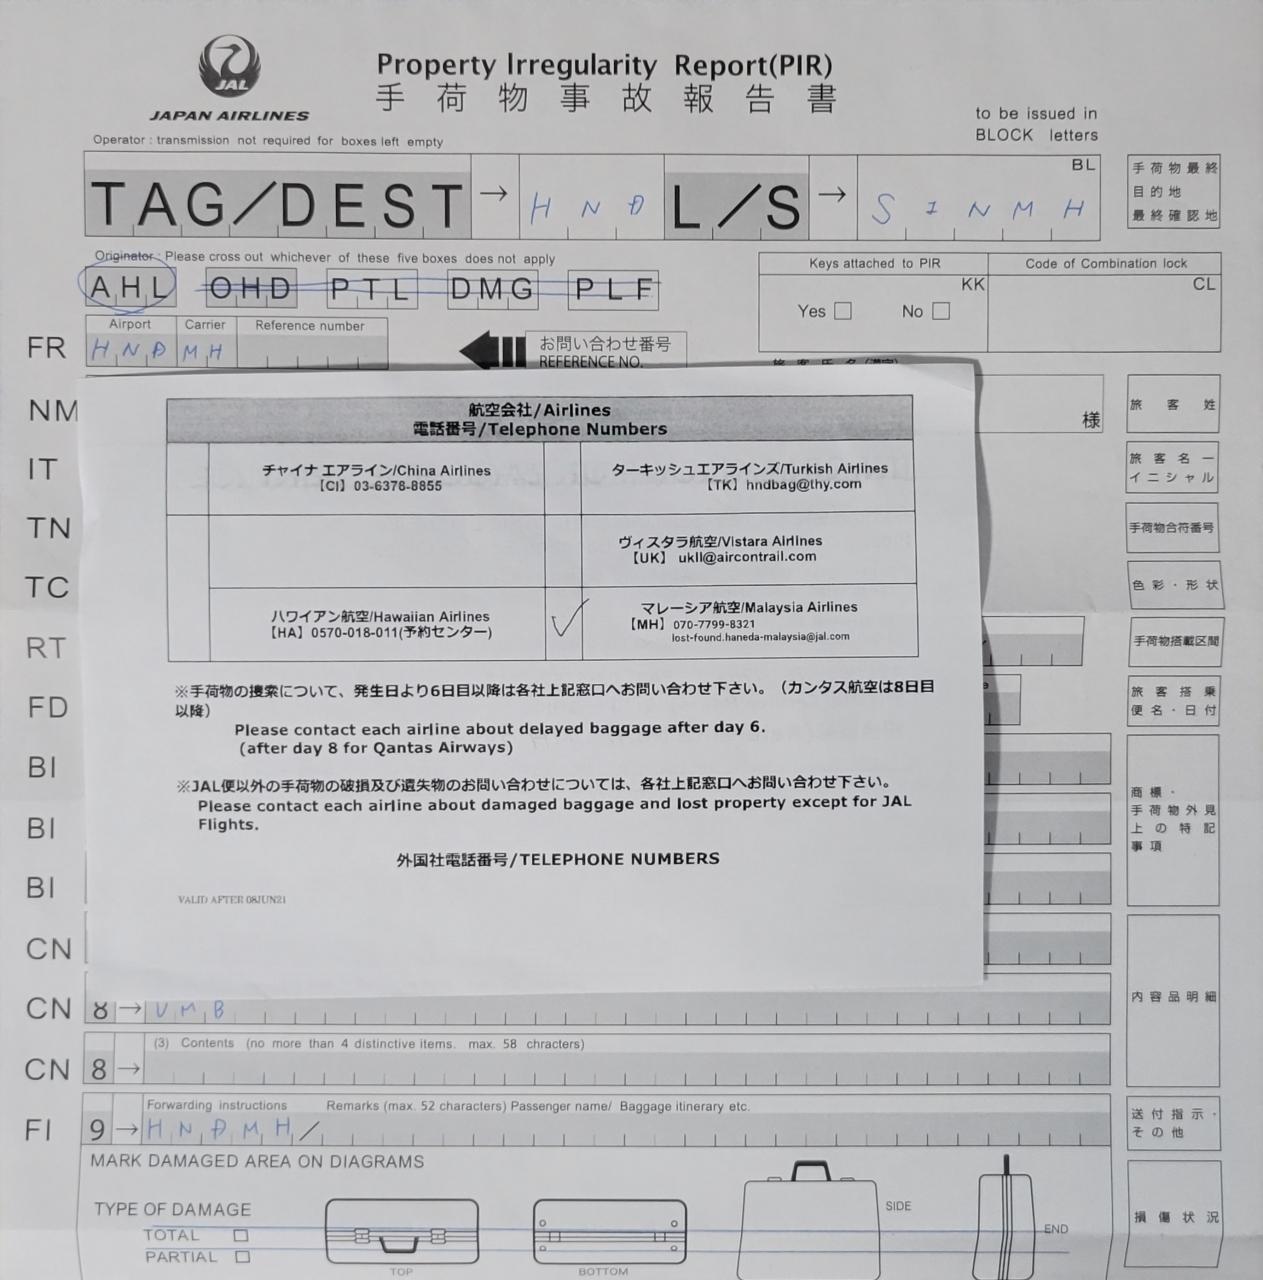 JAL
JAPAN AIRLINES
Property Irregularity Report(PIR)
手荷物事故報告書
to be issued in
BLOCK letters
Operator : transmission not required for boxes left empty
TAG/DEST → HND L/S → SINMH BL
手荷物最終
目的地
最終確認地
Originator : Please cross out whichever of these five boxes does not apply
AHL OHD PTL DMG PLF
Keys attached to PIR
KK
Yes No
Code of Combination lock
CL
Airport Carrier Reference number
FR HND MH
お問い合わせ番号
REFERENCE NO.
NM
様
旅客姓
IT
旅客名一
イニシャル
TN
手荷物合符番号
TC
色彩・形状
RT
手荷物搭載区間
FD
旅客搭乗
便名・日付
BI
BI
BI
商標・
手荷物外見
上の特記
事項
CN
CN 8→ UMB
内容品明細
(3) Contents (no more than 4 distinctive items. max. 58 chracters)
CN 8→
Forwarding instructions Remarks (max. 52 characters) Passenger name/ Baggage itinerary etc.
FI 9→ HNDMH/
送付指示・
その他
MARK DAMAGED AREA ON DIAGRAMS
TYPE OF DAMAGE
TOTAL
PARTIAL
TOP
BOTTOM
SIDE
END
損傷状況
航空会社/Airlines
電話番号/Telephone Numbers
チャイナ エアライン/China Airlines
【CI】03-6378-8855
ターキッシュエアラインズ/Turkish Airlines
【TK】hndbag@thy.com
ヴィスタラ航空/Vistara Airlines
【UK】 ukll@aircontrail.com
ハワイアン航空/Hawaiian Airlines
【HA】0570-018-011(予約センター)
マレーシア航空/Malaysia Airlines
【MH】070-7799-8321
lost-found.haneda-malaysia@jal.com
※手荷物の捜索について、発生日より6日目以降は各社上記窓口へお問い合わせ下さい。（カンタス航空は8日目
以降）
Please contact each airline about delayed baggage after day 6.
(after day 8 for Qantas Airways)
※JAL便以外の手荷物の破損及び遺失物のお問い合わせについては、各社上記窓口へお問い合わせ下さい。
Please contact each airline about damaged baggage and lost property except for JAL
Flights.
外国社電話番号/TELEPHONE NUMBERS
VALID AFTER 08JUN21